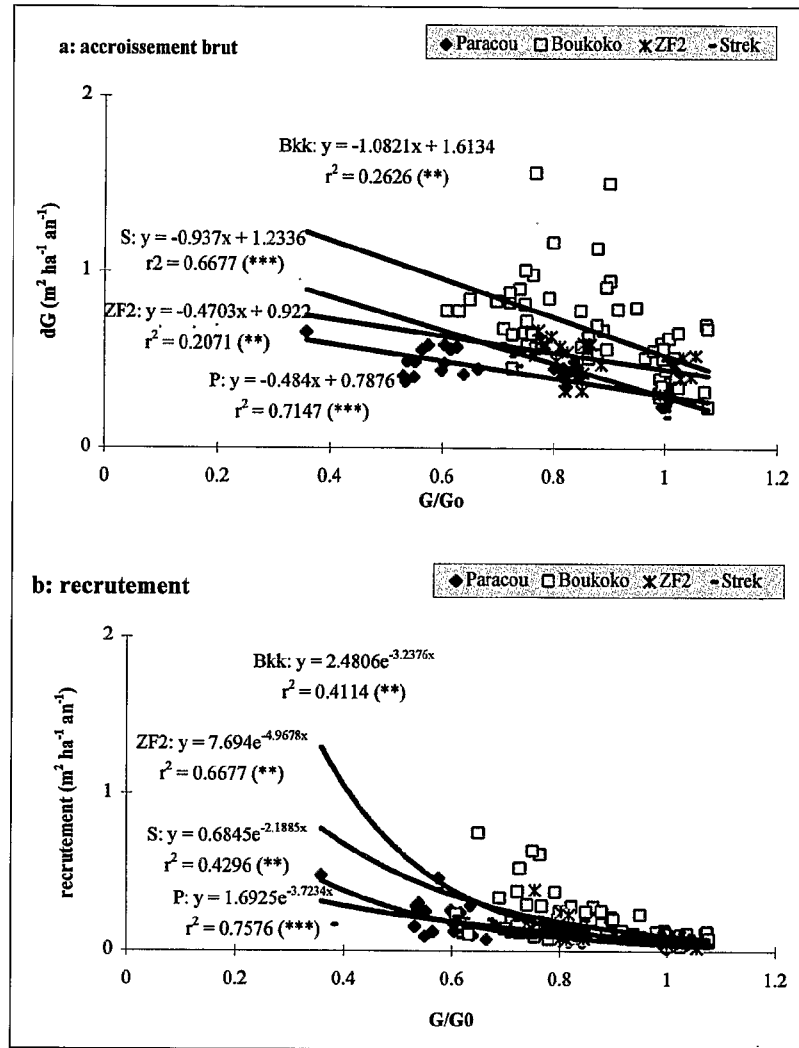 a: accroissement brut
Paracou Boukoko ZF2 Strek
2
Bkk: y = -1.0821x + 1.6134
r² = 0.2626 (**)
S: y = -0.937x + 1.2336
r2 = 0.6677 (***)
1
ZF2: y = -0.4703x + 0.922
r² = 0.2071 (**)
P: y = -0.484x + 0.7876
r² = 0.7147 (***)
0
dG (m² ha⁻¹ an⁻¹)
0 0.2 0.4 0.6 0.8 1 1.2
G/Go
b: recrutement
Paracou Boukoko ZF2 Strek
2
Bkk: y = 2.4806e^-3.2376x
r² = 0.4114 (**)
ZF2: y = 7.694e^-4.9678x
r² = 0.6677 (**)
1
S: y = 0.6845e^-2.1885x
r² = 0.4296 (**)
P: y = 1.6925e^-3.7234x
r² = 0.7576 (***)
0
recrutement (m² ha⁻¹ an⁻¹)
0 0.2 0.4 0.6 0.8 1 1.2
G/G0